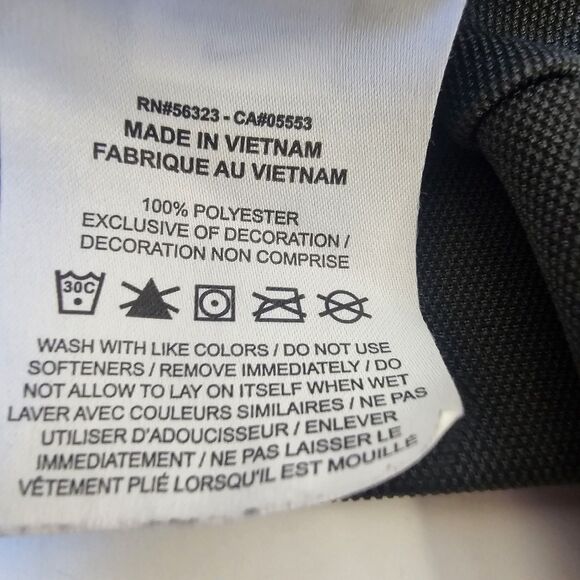 RN#56323 - CA#05553
MADE IN VIETNAM
FABRIQUE AU VIETNAM
100% POLYESTER
EXCLUSIVE OF DECORATION /
DECORATION NON COMPRISE
30C
WASH WITH LIKE COLORS / DO NOT USE
SOFTENERS / REMOVE IMMEDIATELY / DO
NOT ALLOW TO LAY ON ITSELF WHEN WET
LAVER AVEC COULEURS SIMILAIRES / NE PAS
UTILISER D'ADOUCISSEUR / ENLEVER
IMMEDIATEMENT / NE PAS LAISSER LE
VÊTEMENT PLIÉ LORSQU'IL EST MOUILLÉ